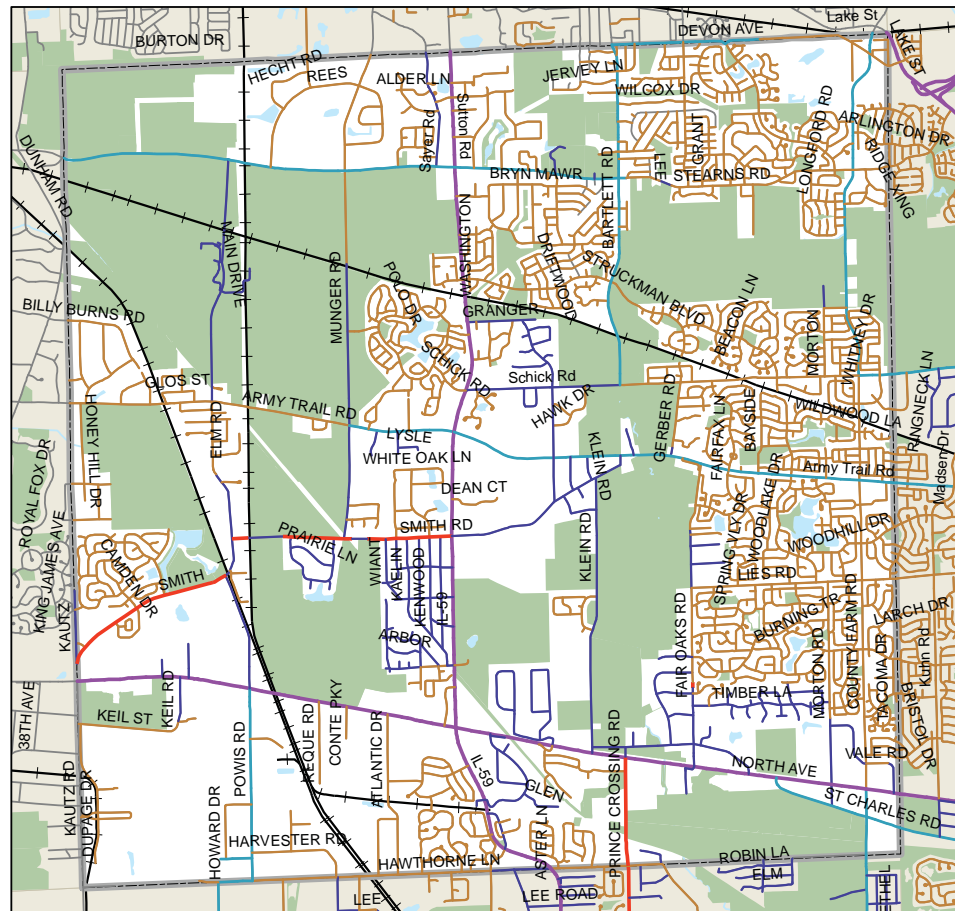 Lake St
DEVON AVE
BURTON DR
LAKE ST
HECHT RD
REES
ALDER LN
JERVEY LN
WILCOX DR
Sutton Rd
Sayer Rd
GRANT
LONGFORD RD
ARLINGTON DR
DUNHAM RD
BRYN MAWR
BARTLETT RD
LEE
STEARNS RD
RIDGE XING
MAIN DRIVE
MUNGER RD
POLO DR
WASHINGTON
DRIFTWOOD
STRUCKMAN BLVD
BILLY BURNS RD
GRANGER
BEACON LN
MORTON
WHITNEY DR
SCHICK RD
Schick Rd
GLOS ST
HAWK DR
RINGNECK LN
HONEY HILL DR
ELM RD
ARMY TRAIL RD
LYSLE
GERBER RD
FAIRFAX LN
BAYSIDE
WILDWOOD LA
ROYAL FOX DR
WHITE OAK LN
KLEIN RD
Army Trail Rd
Madsen Dr
DEAN CT
SPRING VLY DR
WOODLAKE DR
WOODHILL DR
SMITH RD
PRAIRIE LN
KLEIN RD
KING JAMES AVE
KAUTZ
CAMDEN DR
SMITH
WIANT
KAELIN
KENWOOD
IL-59
LIES RD
BURNING TR
LARCH DR
ARBOR
FAIR OAKS RD
MORTON RD
COUNTY FARM RD
TACOMA DR
Kuhn Rd
BRISTOL DR
38TH AVE
KEIL RD
KEIL ST
TIMBER LA
POWIS RD
PEQUE RD
CONTE PKY
ATLANTIC DR
IL-59
PRINCE CROSSING RD
NORTH AVE
VALE RD
KAUTZ RD
DUPAGE DR
GLEN
ST CHARLES RD
HOWARD DR
HARVESTER RD
HAWTHORNE LN
ASTER LN
ROBIN LA
ELM
LEE
LEE ROAD
ETHEL